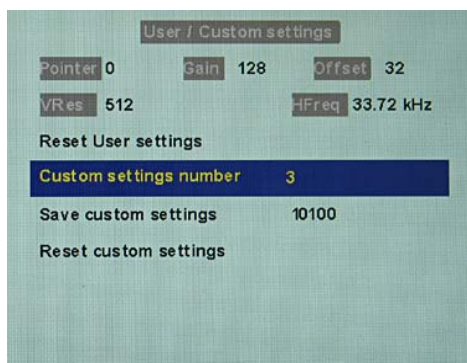 User / Custom settings
Pointer 0 Gain 128 Offset 32
VRes 512 HFreq 33.72 kHz
Reset User settings
Custom settings number 3
Save custom settings 10100
Reset custom settings